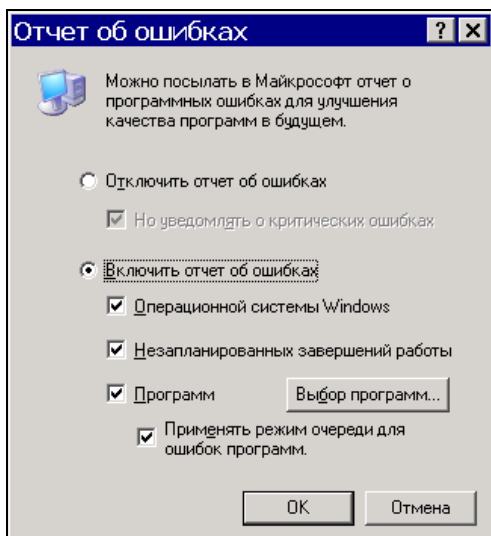 Отчет об ошибках
Можно посылать в Майкрософт отчет о
программных ошибках для улучшения
качества программ в будущем.
Отключить отчет об ошибках
Но уведомлять о критических ошибках
Включить отчет об ошибках
Операционной системы Windows
Незапланированных завершений работы
Программ
Выбор программ...
Применять режим очереди для
ошибок программ.
OK
Отмена